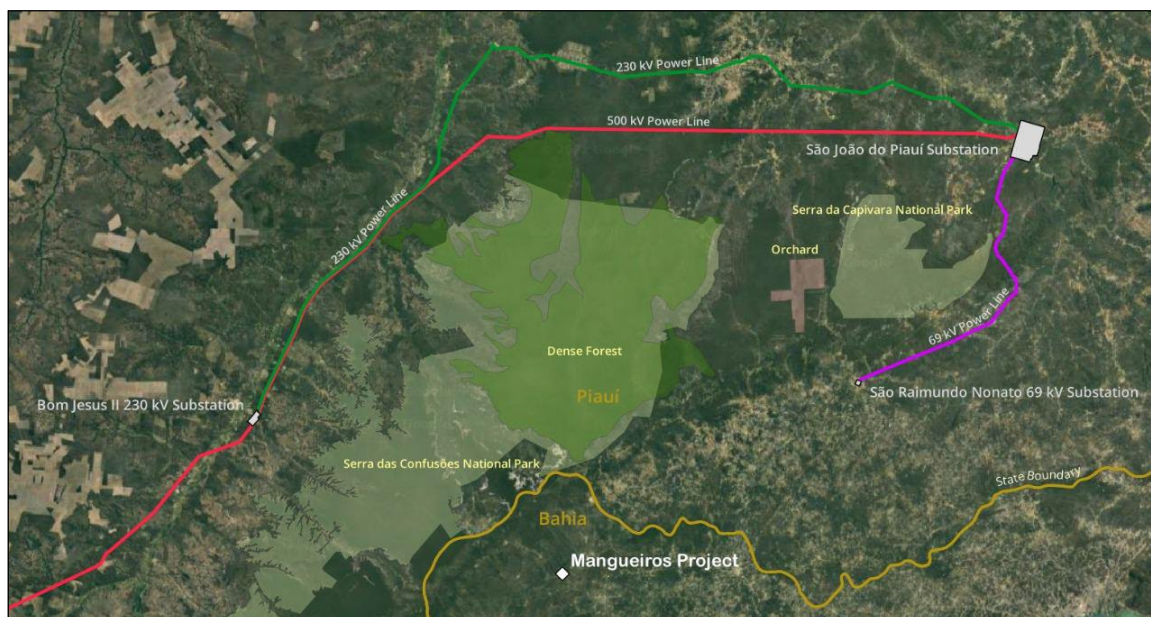 230 kV Power Line
500 kV Power Line
São João do Piauí Substation
230 kV Power Line
Serra da Capivara National Park
Orchard
69 kV Power Line
Dense Forest
Piauí
São Raimundo Nonato 69 kV Substation
Bom Jesus II 230 kV Substation
Serra das Confusões National Park
State Boundary
Bahia
Mangueiros Project